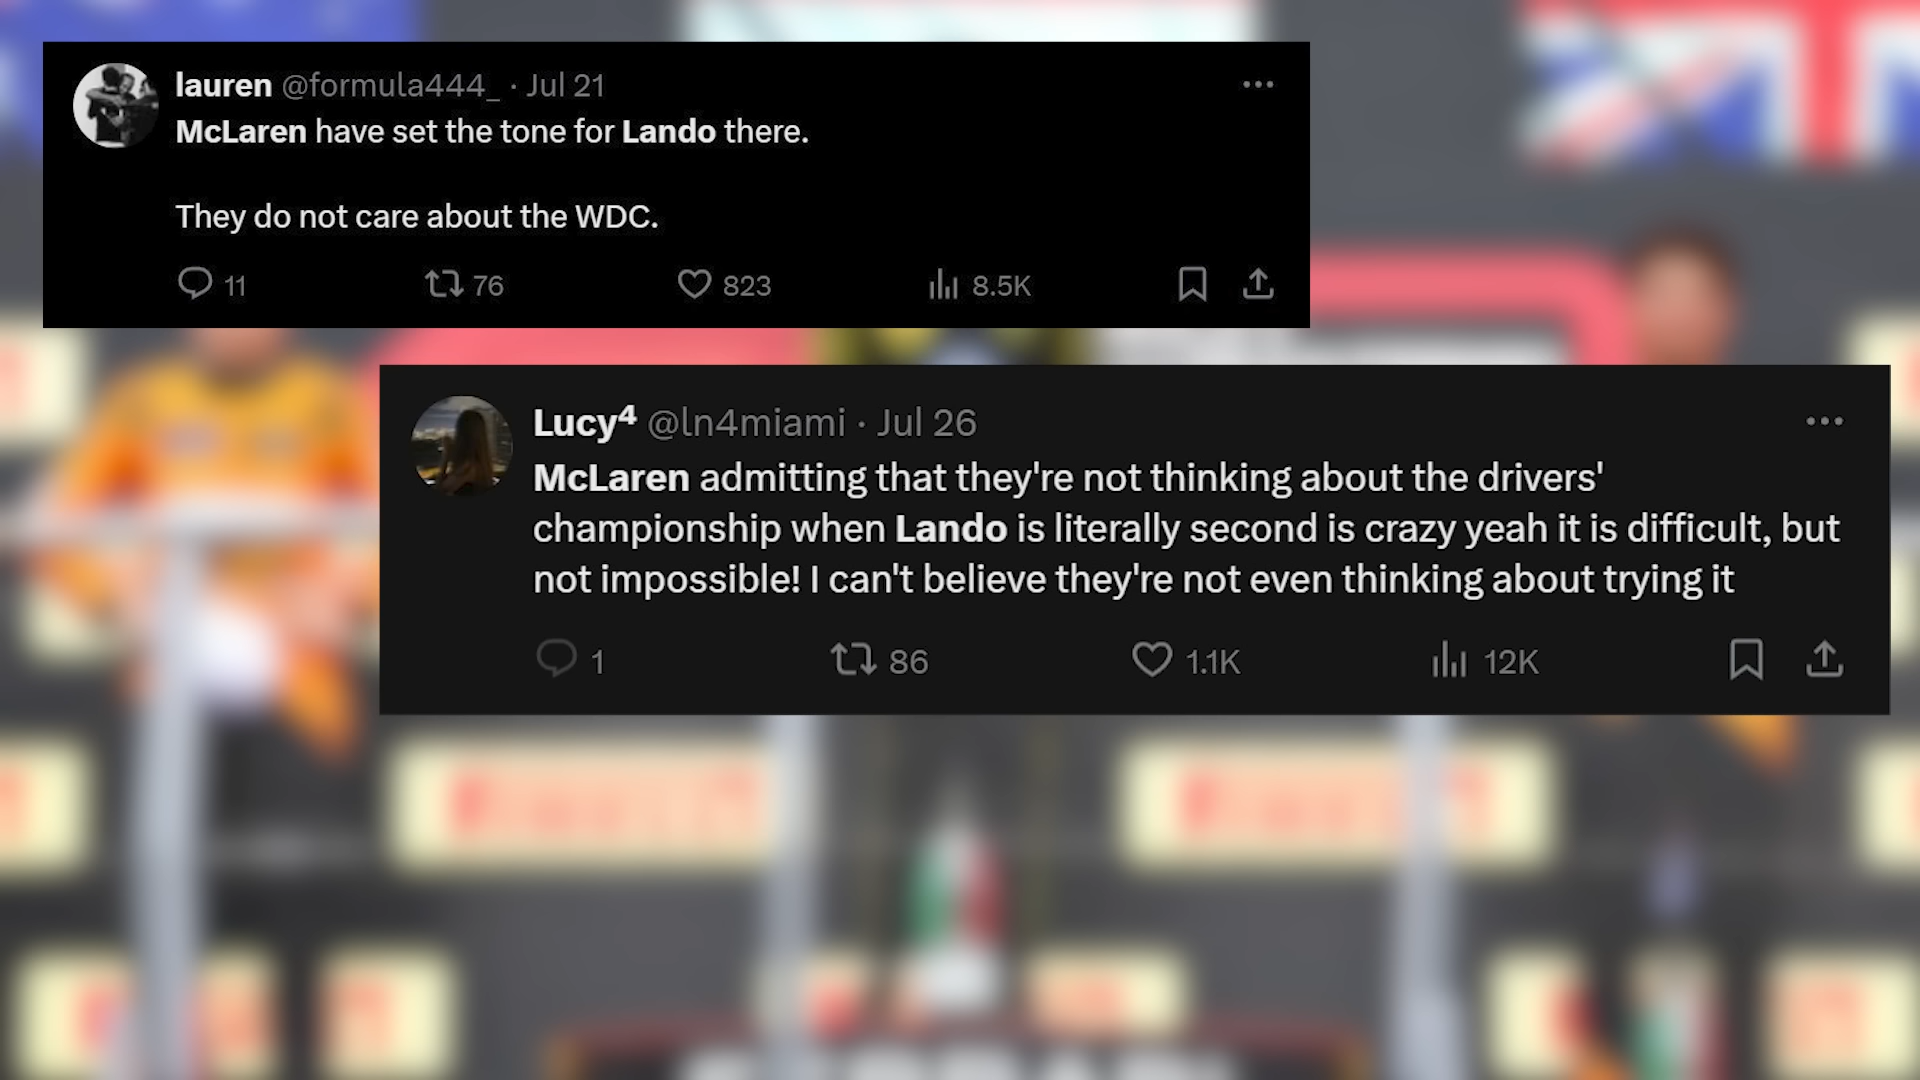 lauren @formula444_ · Jul 21
McLaren have set the tone for Lando there.
They do not care about the WDC.
11 76 823 8.5K
Lucy⁴ @ln4miami · Jul 26
McLaren admitting that they're not thinking about the drivers'
championship when Lando is literally second is crazy yeah it is difficult, but
not impossible! I can't believe they're not even thinking about trying it
1 86 1.1K 12K